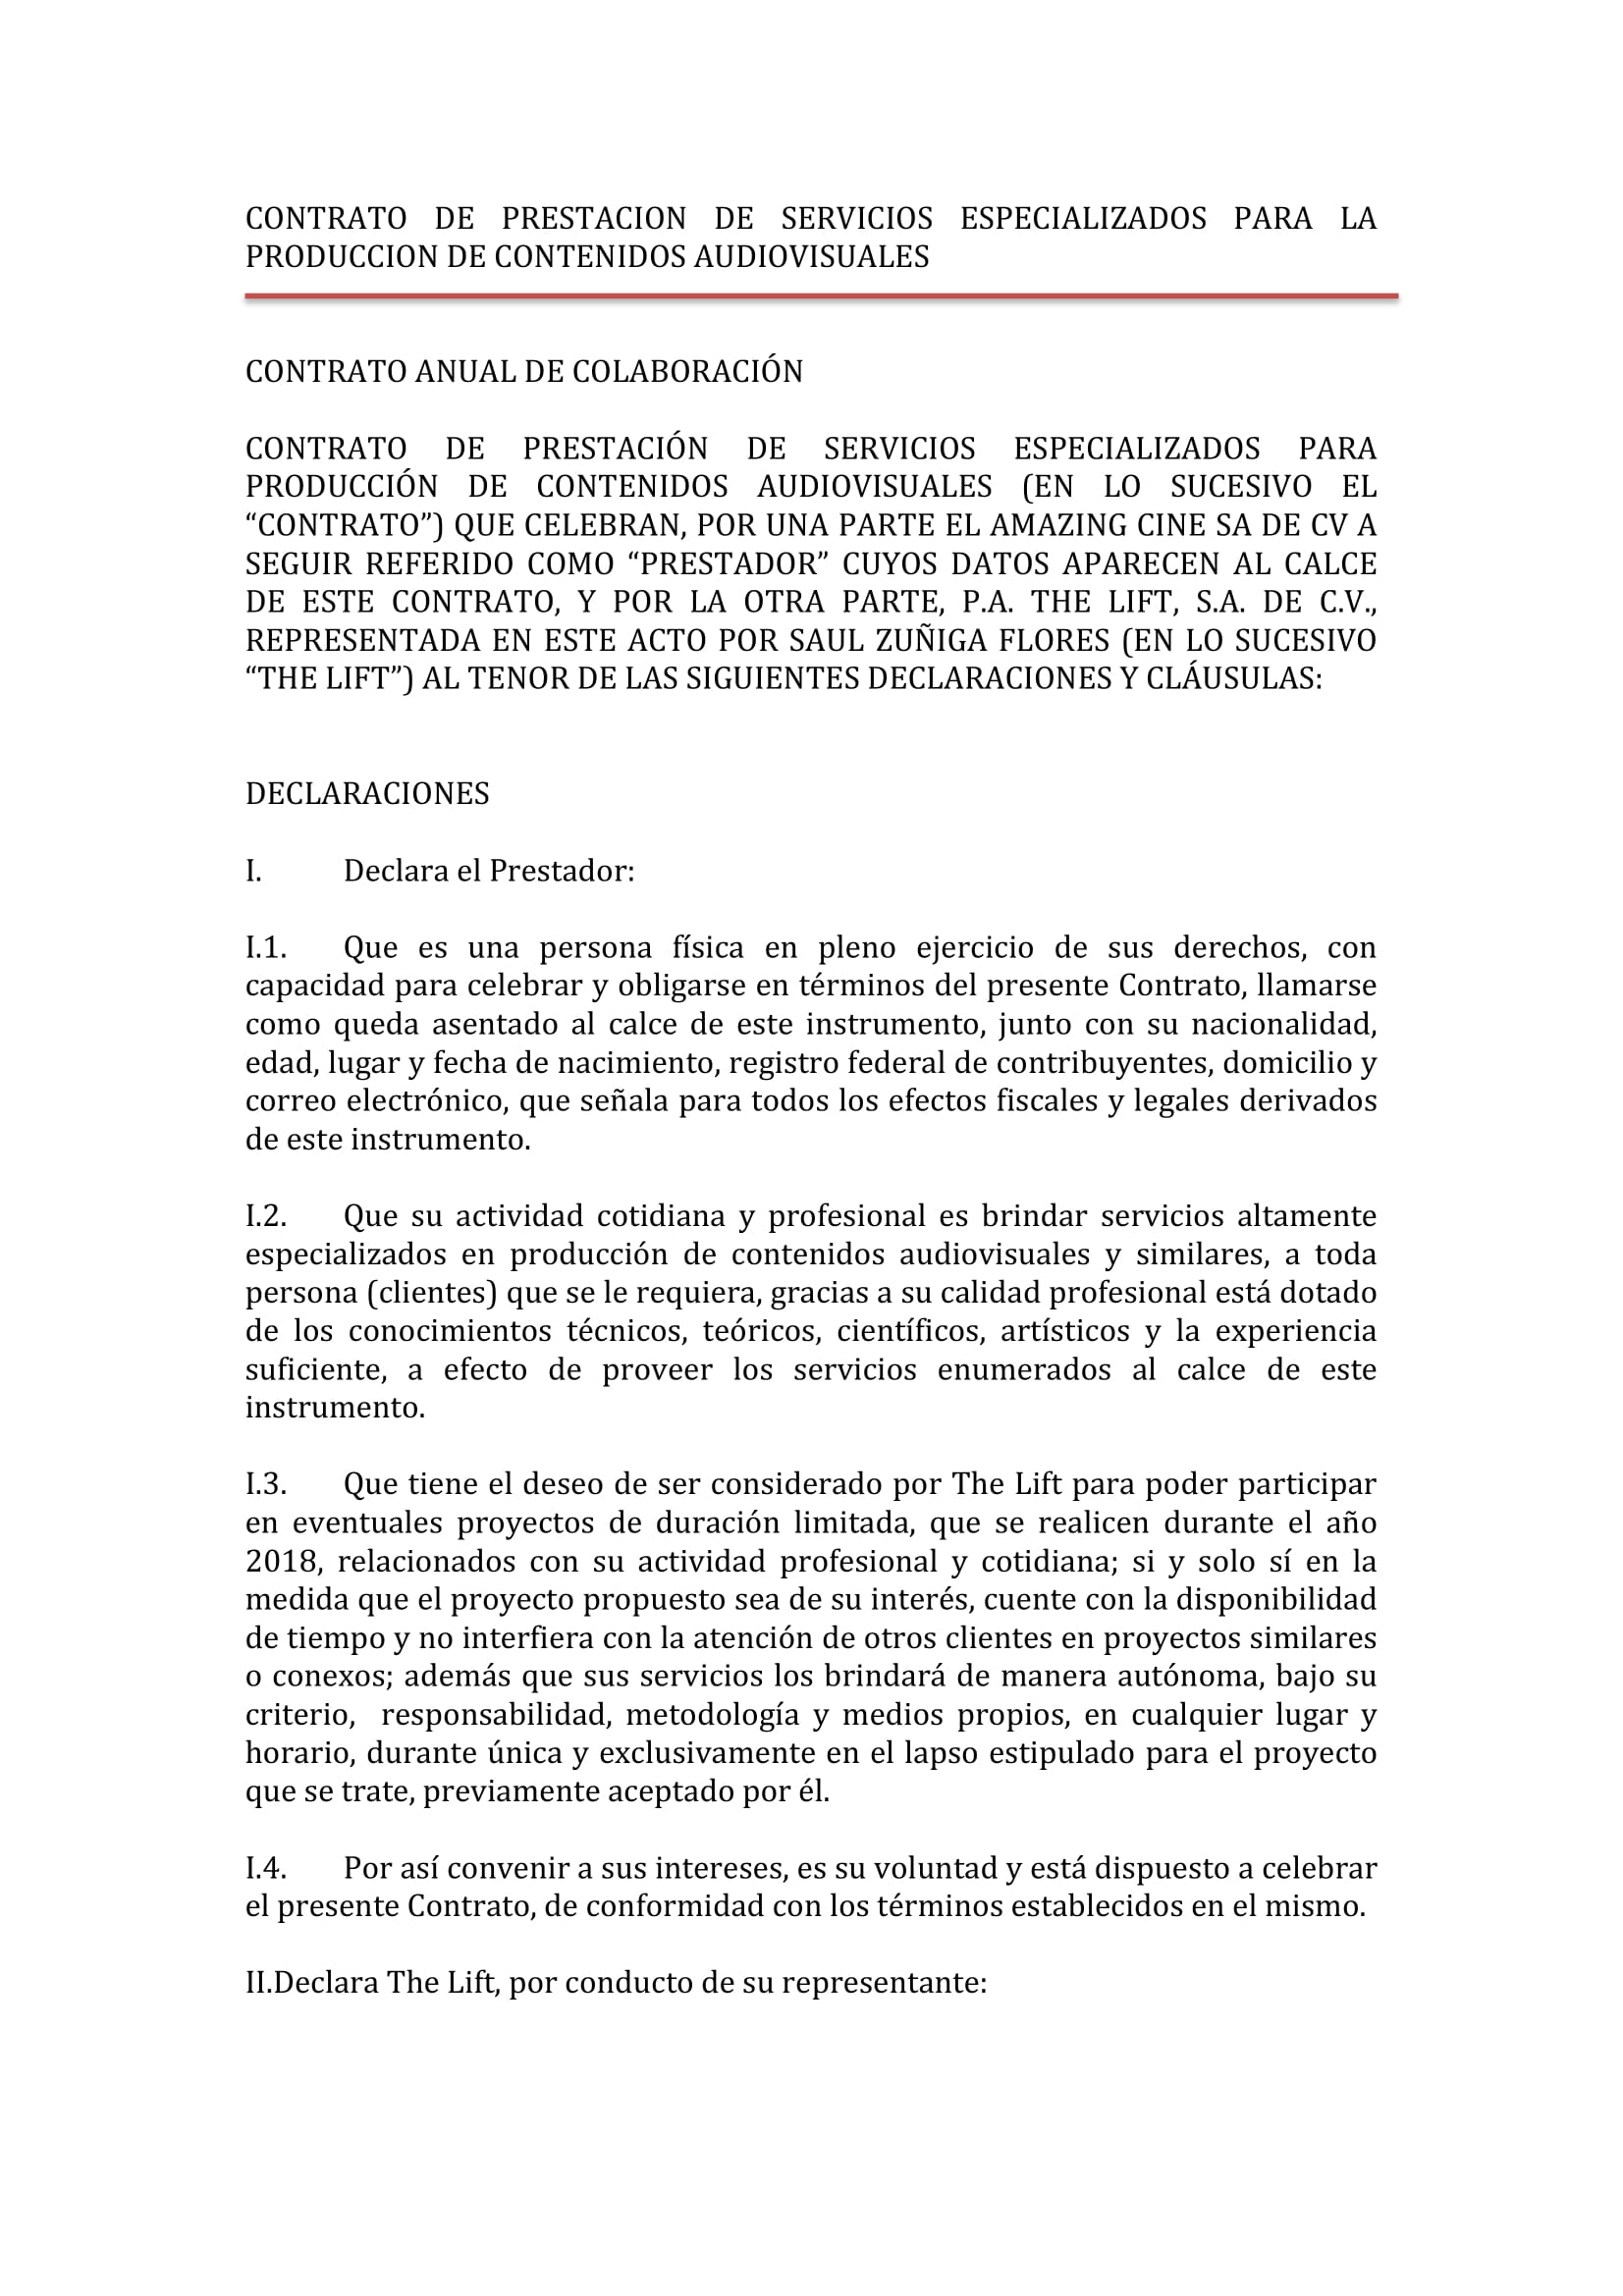 CONTRATO DE PRESTACION DE SERVICIOS ESPECIALIZADOS PARA LA
PRODUCCION DE CONTENIDOS AUDIOVISUALES
CONTRATO ANUAL DE COLABORACIÓN
CONTRATO DE PRESTACIÓN DE SERVICIOS ESPECIALIZADOS PARA
PRODUCCIÓN DE CONTENIDOS AUDIOVISUALES (EN LO SUCESIVO EL
“CONTRATO”) QUE CELEBRAN, POR UNA PARTE EL AMAZING CINE SA DE CV A
SEGUIR REFERIDO COMO “PRESTADOR” CUYOS DATOS APARECEN AL CALCE
DE ESTE CONTRATO, Y POR LA OTRA PARTE, P.A. THE LIFT, S.A. DE C.V.,
REPRESENTADA EN ESTE ACTO POR SAUL ZUÑIGA FLORES (EN LO SUCESIVO
“THE LIFT”) AL TENOR DE LAS SIGUIENTES DECLARACIONES Y CLÁUSULAS:
DECLARACIONES
I. Declara el Prestador:
I.1. Que es una persona física en pleno ejercicio de sus derechos, con
capacidad para celebrar y obligarse en términos del presente Contrato, llamarse
como queda asentado al calce de este instrumento, junto con su nacionalidad,
edad, lugar y fecha de nacimiento, registro federal de contribuyentes, domicilio y
correo electrónico, que señala para todos los efectos fiscales y legales derivados
de este instrumento.
I.2. Que su actividad cotidiana y profesional es brindar servicios altamente
especializados en producción de contenidos audiovisuales y similares, a toda
persona (clientes) que se le requiera, gracias a su calidad profesional está dotado
de los conocimientos técnicos, teóricos, científicos, artísticos y la experiencia
suficiente, a efecto de proveer los servicios enumerados al calce de este
instrumento.
I.3. Que tiene el deseo de ser considerado por The Lift para poder participar
en eventuales proyectos de duración limitada, que se realicen durante el año
2018, relacionados con su actividad profesional y cotidiana; si y solo sí en la
medida que el proyecto propuesto sea de su interés, cuente con la disponibilidad
de tiempo y no interfiera con la atención de otros clientes en proyectos similares
o conexos; además que sus servicios los brindará de manera autónoma, bajo su
criterio, responsabilidad, metodología y medios propios, en cualquier lugar y
horario, durante única y exclusivamente en el lapso estipulado para el proyecto
que se trate, previamente aceptado por él.
I.4. Por así convenir a sus intereses, es su voluntad y está dispuesto a celebrar
el presente Contrato, de conformidad con los términos establecidos en el mismo.
II.Declara The Lift, por conducto de su representante: